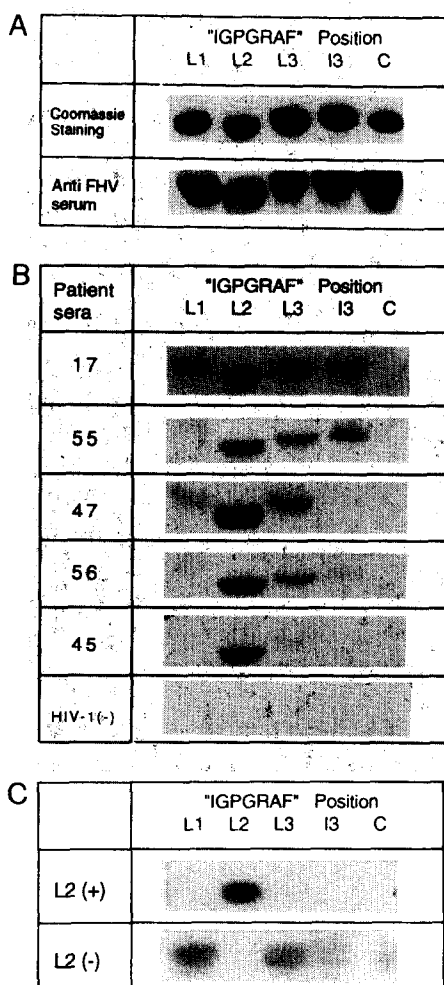 A
"IGPGRAF" Position
L1 L2 L3 I3 C
Coomassie
Staining
Anti FHV
serum
B
Patient
sera
"IGPGRAF" Position
L1 L2 L3 I3 C
17
55
47
56
45
HIV-1(-)
C
"IGPGRAF" Position
L1 L2 L3 I3 C
L2 (+)
L2 (-)